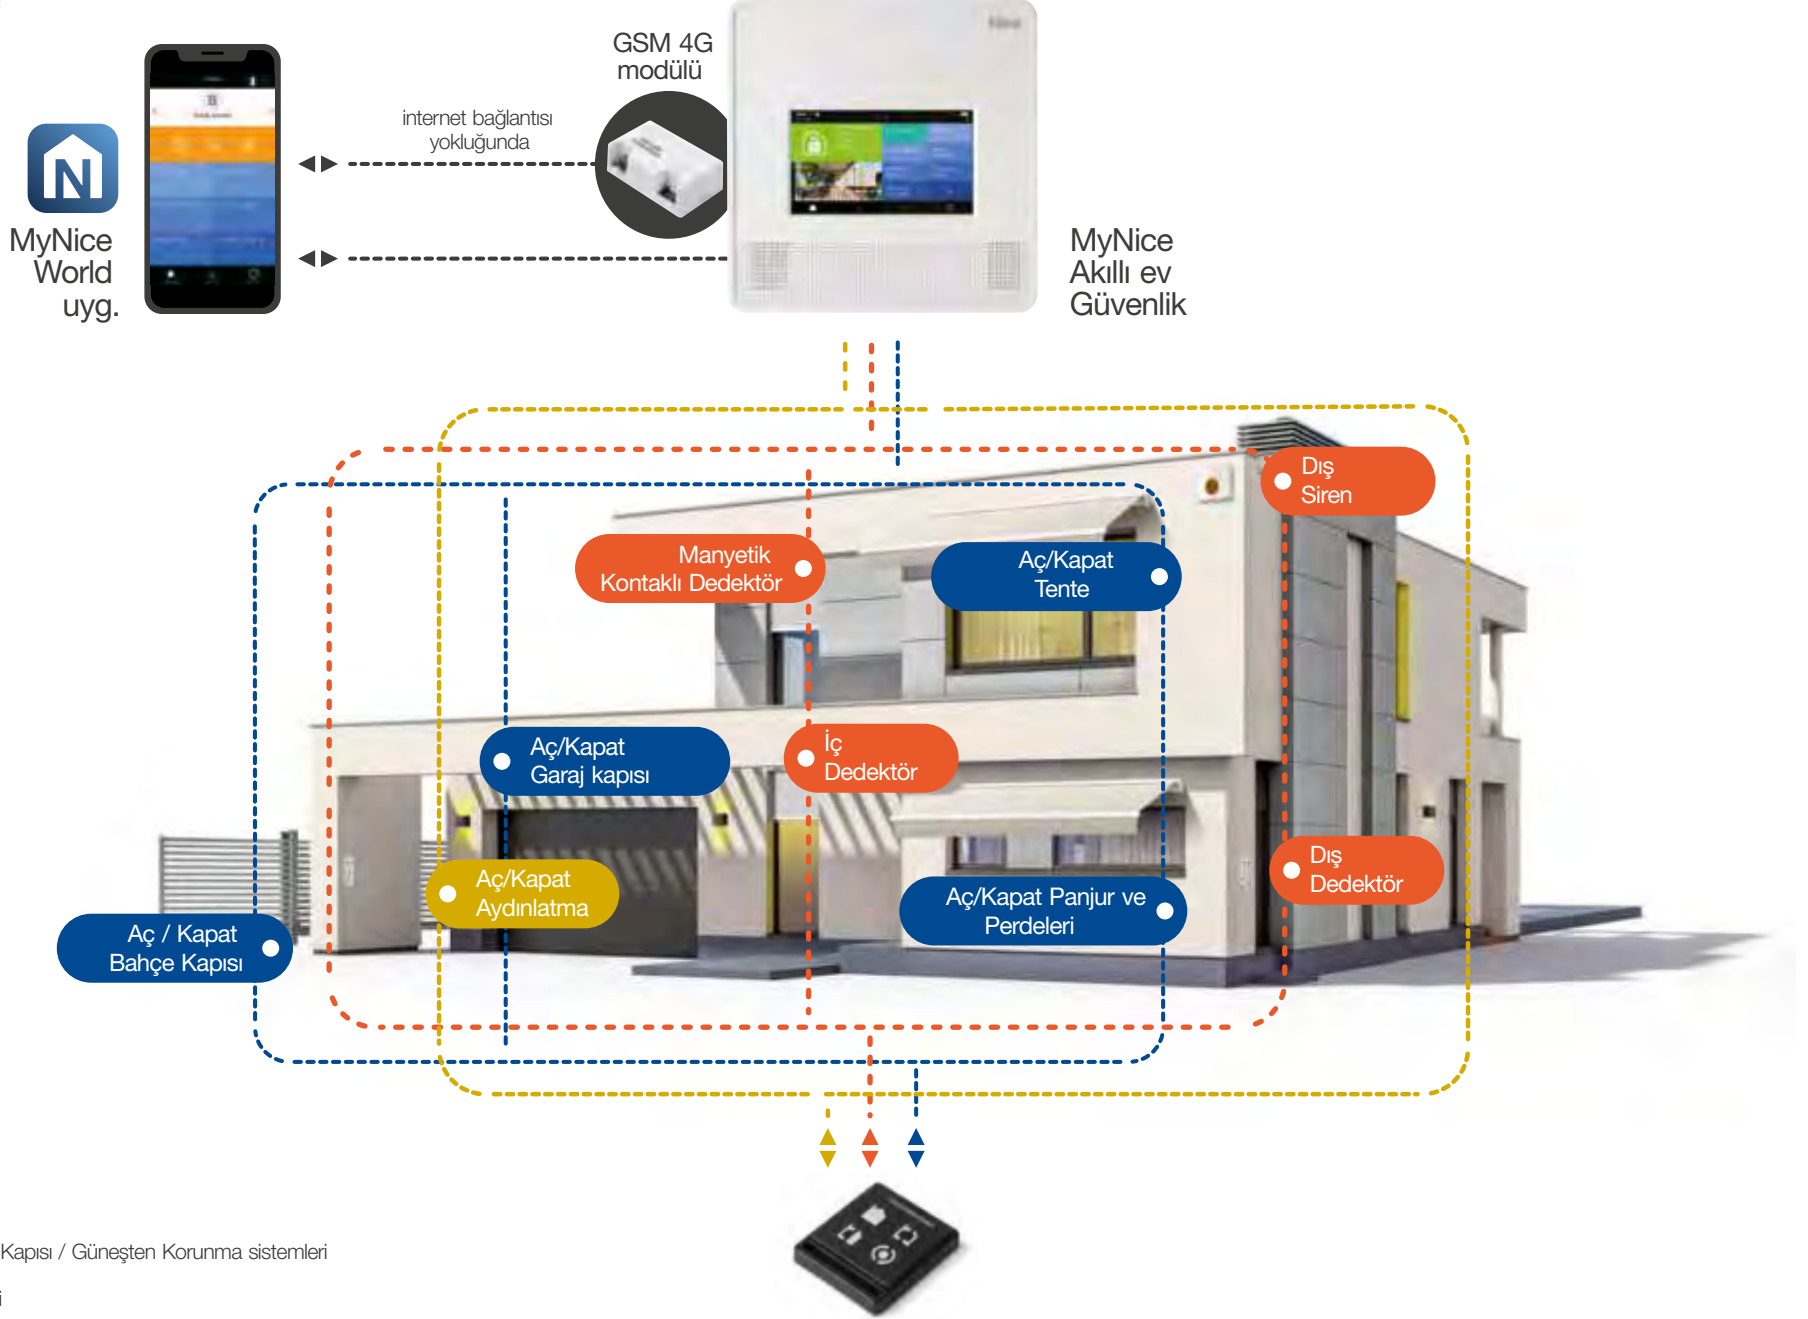 GSM 4G
modülü
internet bağlantısı
yokluğunda
N
MyNice
World
uyg.
MyNice
Akıllı ev
Güvenlik
Dış
Siren
Manyetik
Kontaklı Dedektör
Aç/Kapat
Tente
Aç/Kapat
Garaj kapısı
İç
Dedektör
Aç/Kapat
Aydınlatma
Dış
Dedektör
Aç/Kapat Panjur ve
Perdeleri
Aç / Kapat
Bahçe Kapısı
Kapısı / Güneşten Korunma sistemleri
i